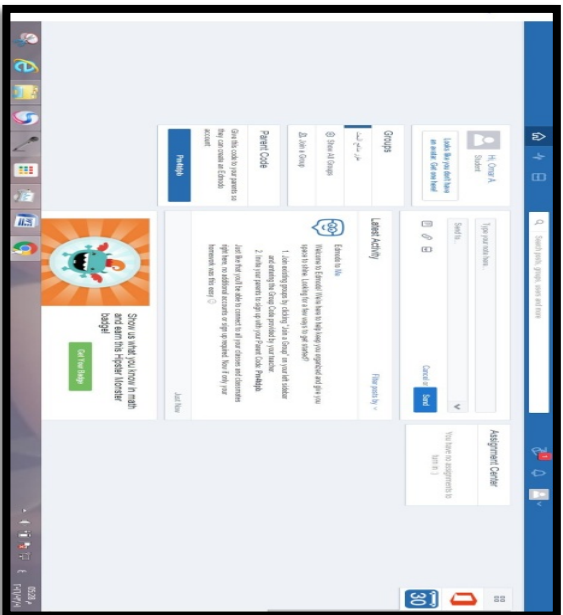 Search posts, groups, users and more
1
Hi, Omar A.
Student
Looks like you don't have
an avatar. Get one here!
Groups
Show All Groups
Join a Group
Parent Code
Give this code to your parents so
they can create an Edmodo
account
Type your note here...
Send to...
Cancel or
Send
Latest Activity
Filter posts by
Edmodo to Me
Welcome to Edmodo! We're here to help keep you organized and give you
space to shine. Looking for a few ways to get started?
1. Join existing groups by clicking "Join a Group" on your left sidebar
and entering the Group Code provided by your teacher.
2. Invite your parents to sign up with your Parent Code:
Just like that you'll be able to connect to all your classes and classmates
right here, no additional accounts or sign up required. Now if only your
homework was this easy
Just Now
Show us what you know in math
and earn this Hipster Monster
badge!
Get Your Badge
Assignment Center
You have no assignments to
turn in :)
30